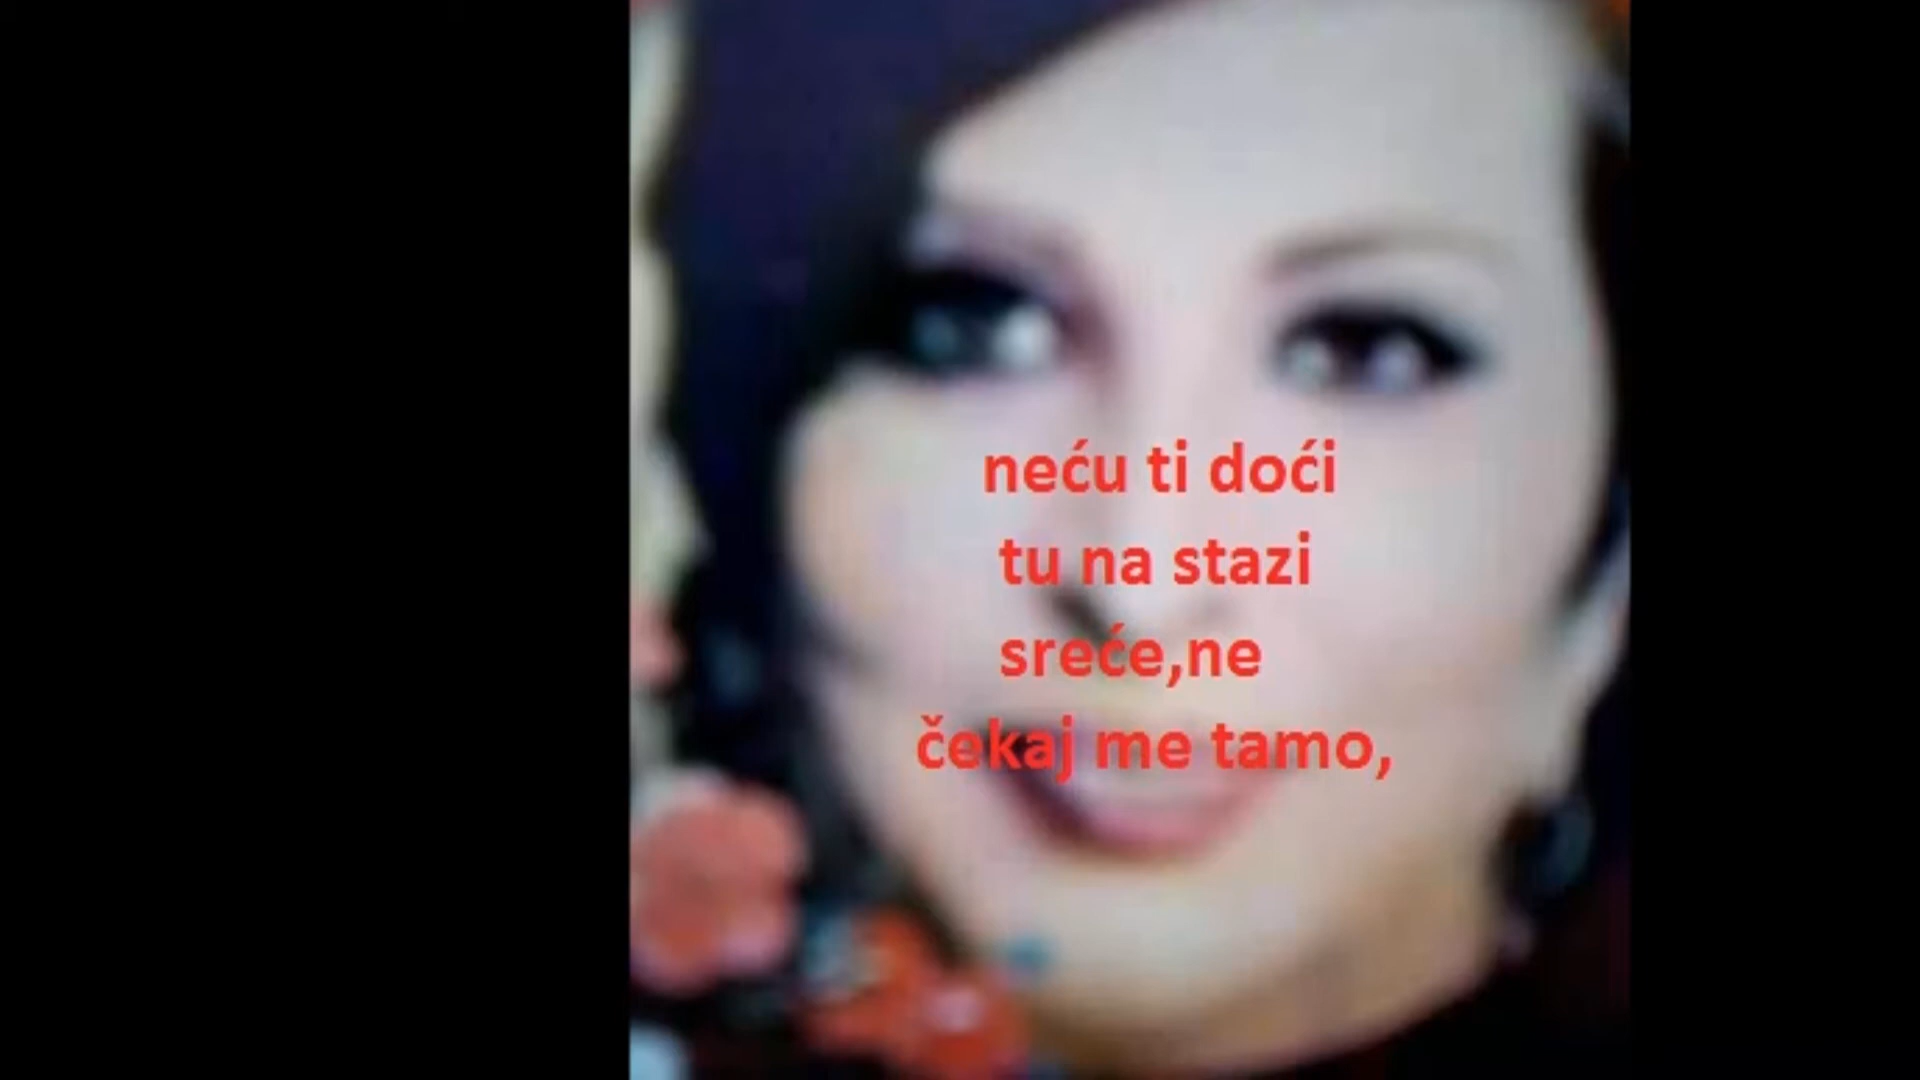 neću ti doći
tu na stazi
sreće,ne
čekaj me tamo,